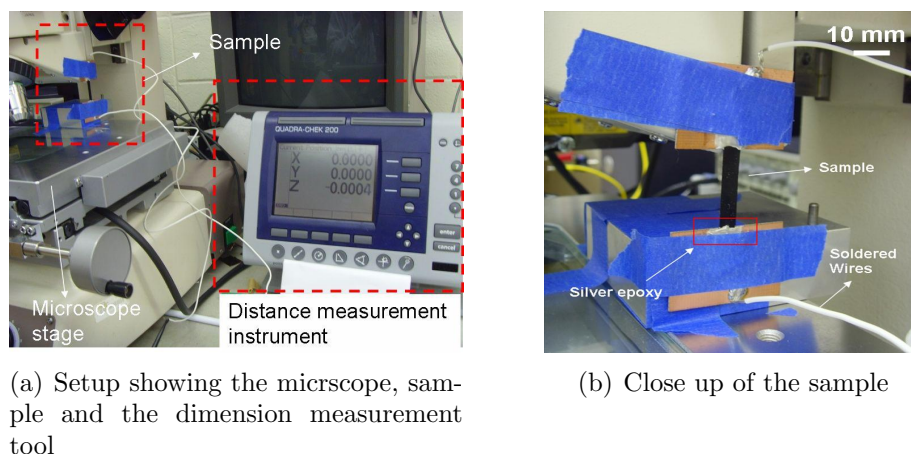 Sample
QUADRA-CHEK 200
X 0.0000
Y 0.0000
Z -0.0004
enter
cancel
Microscope
stage
Distance measurement
instrument
(a) Setup showing the micrscope, sam-
ple and the dimension measurement
tool
10 mm
Sample
Soldered
Wires
Silver epoxy
(b) Close up of the sample